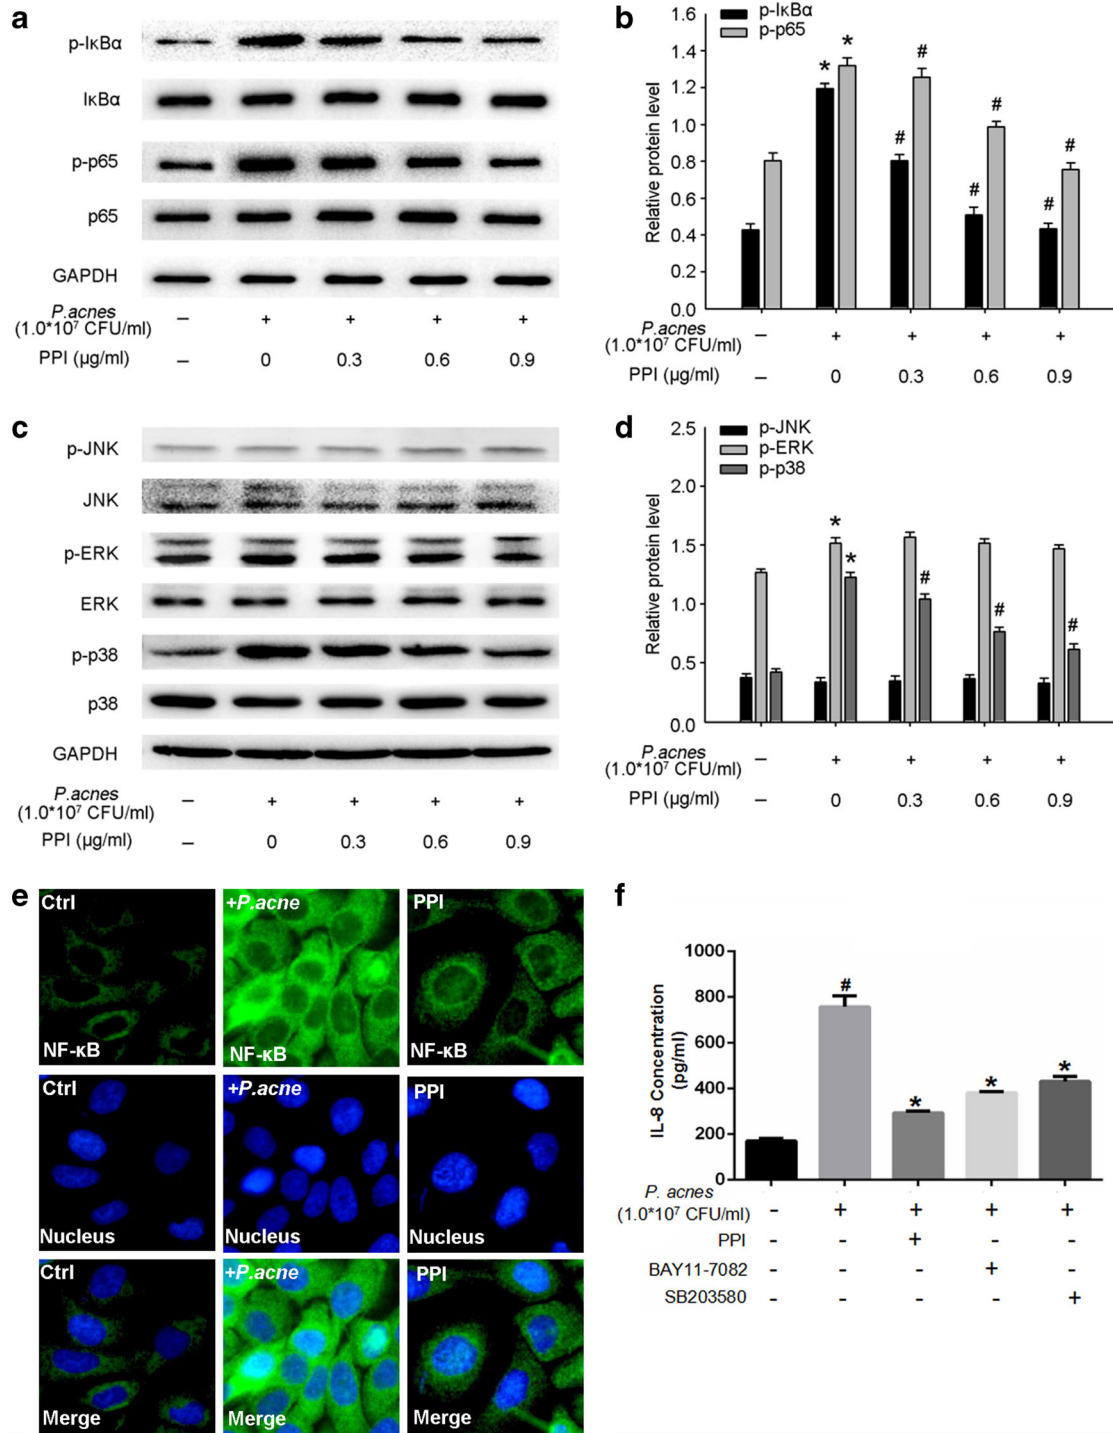 a
p-IκBα
IκBα
p-p65
p65
GAPDH
P.acnes
(1.0*10⁷ CFU/ml)
– + + + +
PPI (μg/ml) – 0 0.3 0.6 0.9
b
p-IκBα
p-p65
Relative protein level
1.6
1.4
1.2
1.0
0.8
0.6
0.4
0.2
0.0
* * # # # # # #
P.acnes
(1.0*10⁷ CFU/ml)
– + + + +
PPI (μg/ml) – 0 0.3 0.6 0.9
c
p-JNK
JNK
p-ERK
ERK
p-p38
p38
GAPDH
P.acnes
(1.0*10⁷ CFU/ml)
– + + + +
PPI (μg/ml) – 0 0.3 0.6 0.9
d
p-JNK
p-ERK
p-p38
Relative protein level
2.5
2.0
1.5
1.0
0.5
0.0
* * # # #
P.acnes
(1.0*10⁷ CFU/ml)
– + + + +
PPI (μg/ml) – 0 0.3 0.6 0.9
e
Ctrl +P.acne PPI
NF-κB NF-κB NF-κB
Ctrl +P.acne PPI
Nucleus Nucleus Nucleus
Ctrl +P.acne PPI
Merge Merge Merge
f
IL-8 Concentration
(pg/ml)
1000
800
600
400
200
0
# * * *
P. acnes
(1.0*10⁷ CFU/ml)
- + + + +
PPI - - + - -
BAY11-7082 - - - + -
SB203580 - - - - +